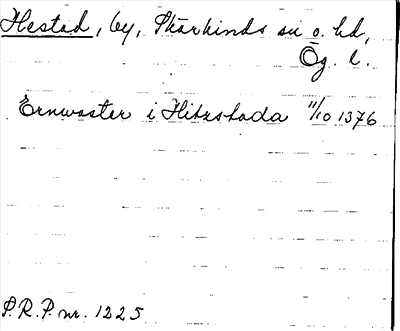 Hestad, by, Skärkinds sn o. hd,
Ög. l.
Ernwaster i Hitzstada 11/10 1376
S.R.P. nr. 1225